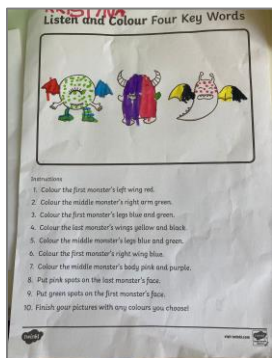 KRISTINA
Listen and Colour Four Key Words
Instructions
1. Colour the first monster's left wing red.
2. Colour the middle monster's right arm green.
3. Colour the first monster's legs blue and green.
4. Colour the last monster's wings yellow and black.
5. Colour the middle monster's legs blue and green.
6. Colour the first monster's right wing blue.
7. Colour the middle monster's body pink and purple.
8. Put pink spots on the last monster's face.
9. Put green spots on the first monster's face.
10. Finish your pictures with any colours you choose!
twinkl